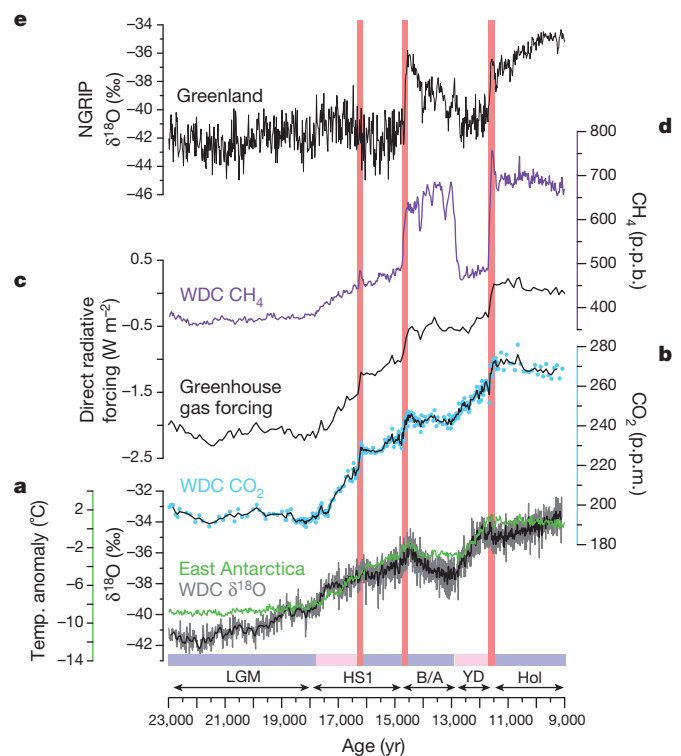 e
−34
−36
−38
−40
−42
−44
−46
NGRIP
δ18O (‰)
Greenland
d
800
700
600
500
400
CH4 (p.p.b.)
c
0.5
−0.5
−1.5
−2.5
Direct radiative
forcing (W m−2)
WDC CH4
Greenhouse
gas forcing
b
280
260
240
220
200
180
CO2 (p.p.m.)
WDC CO2
a
2
−2
−6
−10
−14
Temp. anomaly (°C)
−32
−34
−36
−38
−40
−42
δ18O (‰)
East Antarctica
WDC δ18O
LGM HS1 B/A YD Hol
23,000 21,000 19,000 17,000 15,000 13,000 11,000 9,000
Age (yr)